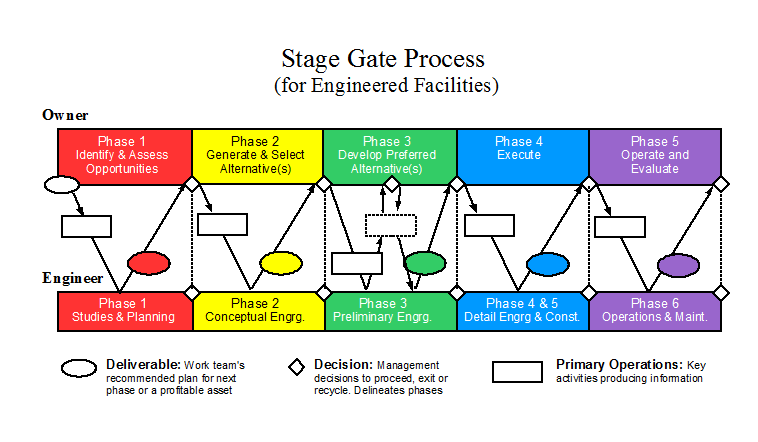 Stage Gate Process
(for Engineered Facilities)
Owner
Phase 1
Identify & Assess
Opportunities
Phase 2
Generate & Select
Alternative(s)
Phase 3
Develop Preferred
Alternative(s)
Phase 4
Execute
Phase 5
Operate and
Evaluate
Engineer
Phase 1
Studies & Planning
Phase 2
Conceptual Engrg.
Phase 3
Preliminary Engrg.
Phase 4 & 5
Detail Engrg & Const.
Phase 6
Operations & Maint.
Deliverable: Work team's
recommended plan for next
phase or a profitable asset
Decision: Management
decisions to proceed, exit or
recycle. Delineates phases
Primary Operations: Key
activities producing information